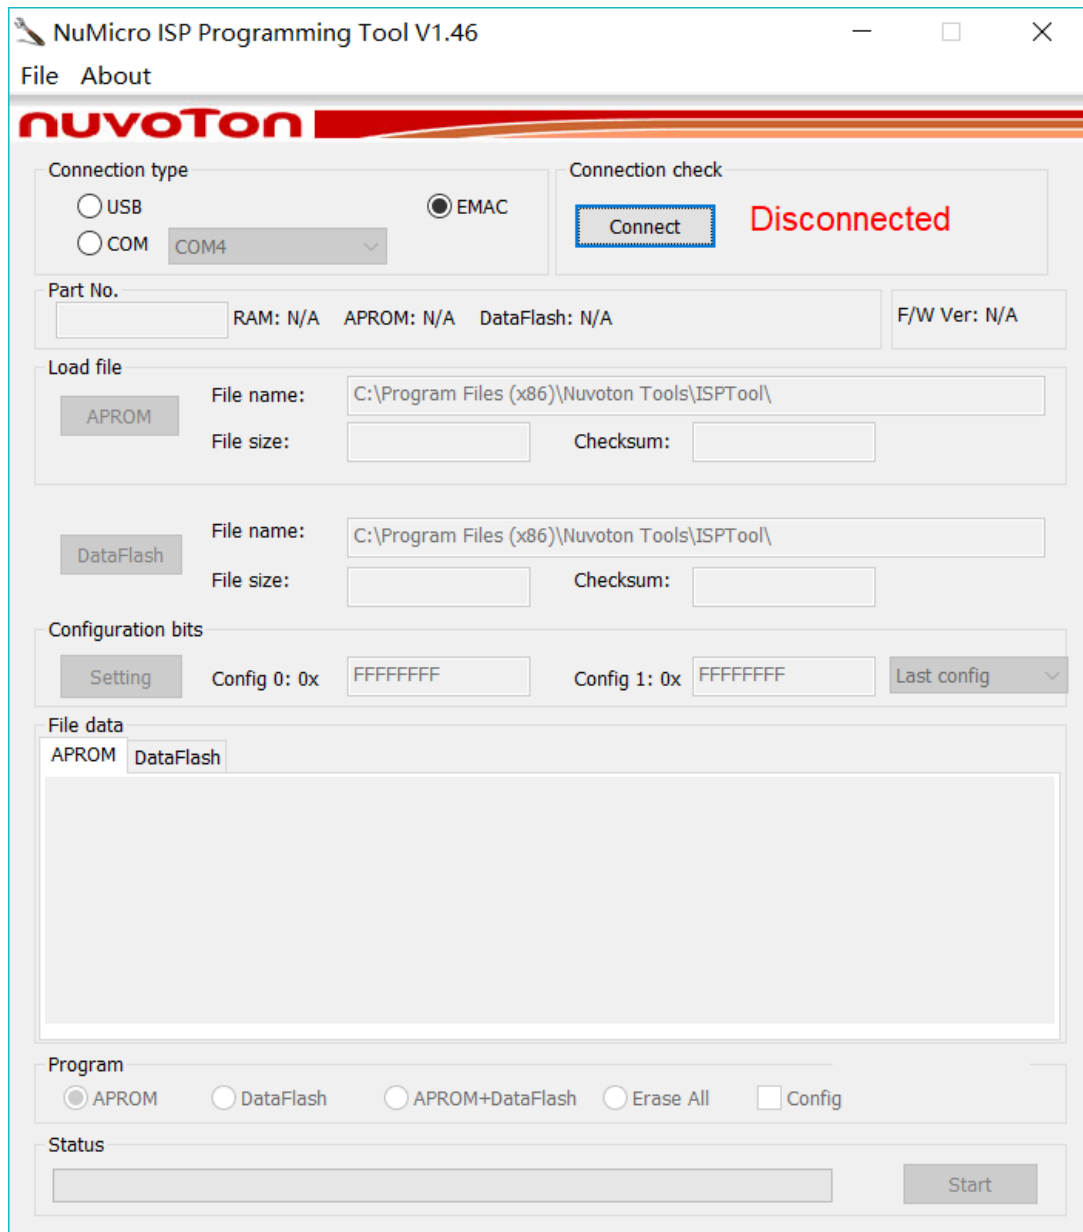 NuMicro ISP Programming Tool V1.46
File About
nuvoTon
Connection type
USB
EMAC
COM COM4
Connection check
Connect Disconnected
Part No.
RAM: N/A APROM: N/A DataFlash: N/A
F/W Ver: N/A
Load file
APROM
File name: C:\Program Files (x86)\Nuvoton Tools\ISPTool\
File size: Checksum:
DataFlash
File name: C:\Program Files (x86)\Nuvoton Tools\ISPTool\
File size: Checksum:
Configuration bits
Setting Config 0: 0x FFFFFFFF Config 1: 0x FFFFFFFF Last config
File data
APROM DataFlash
Program
APROM DataFlash APROM+DataFlash Erase All Config
Status
Start